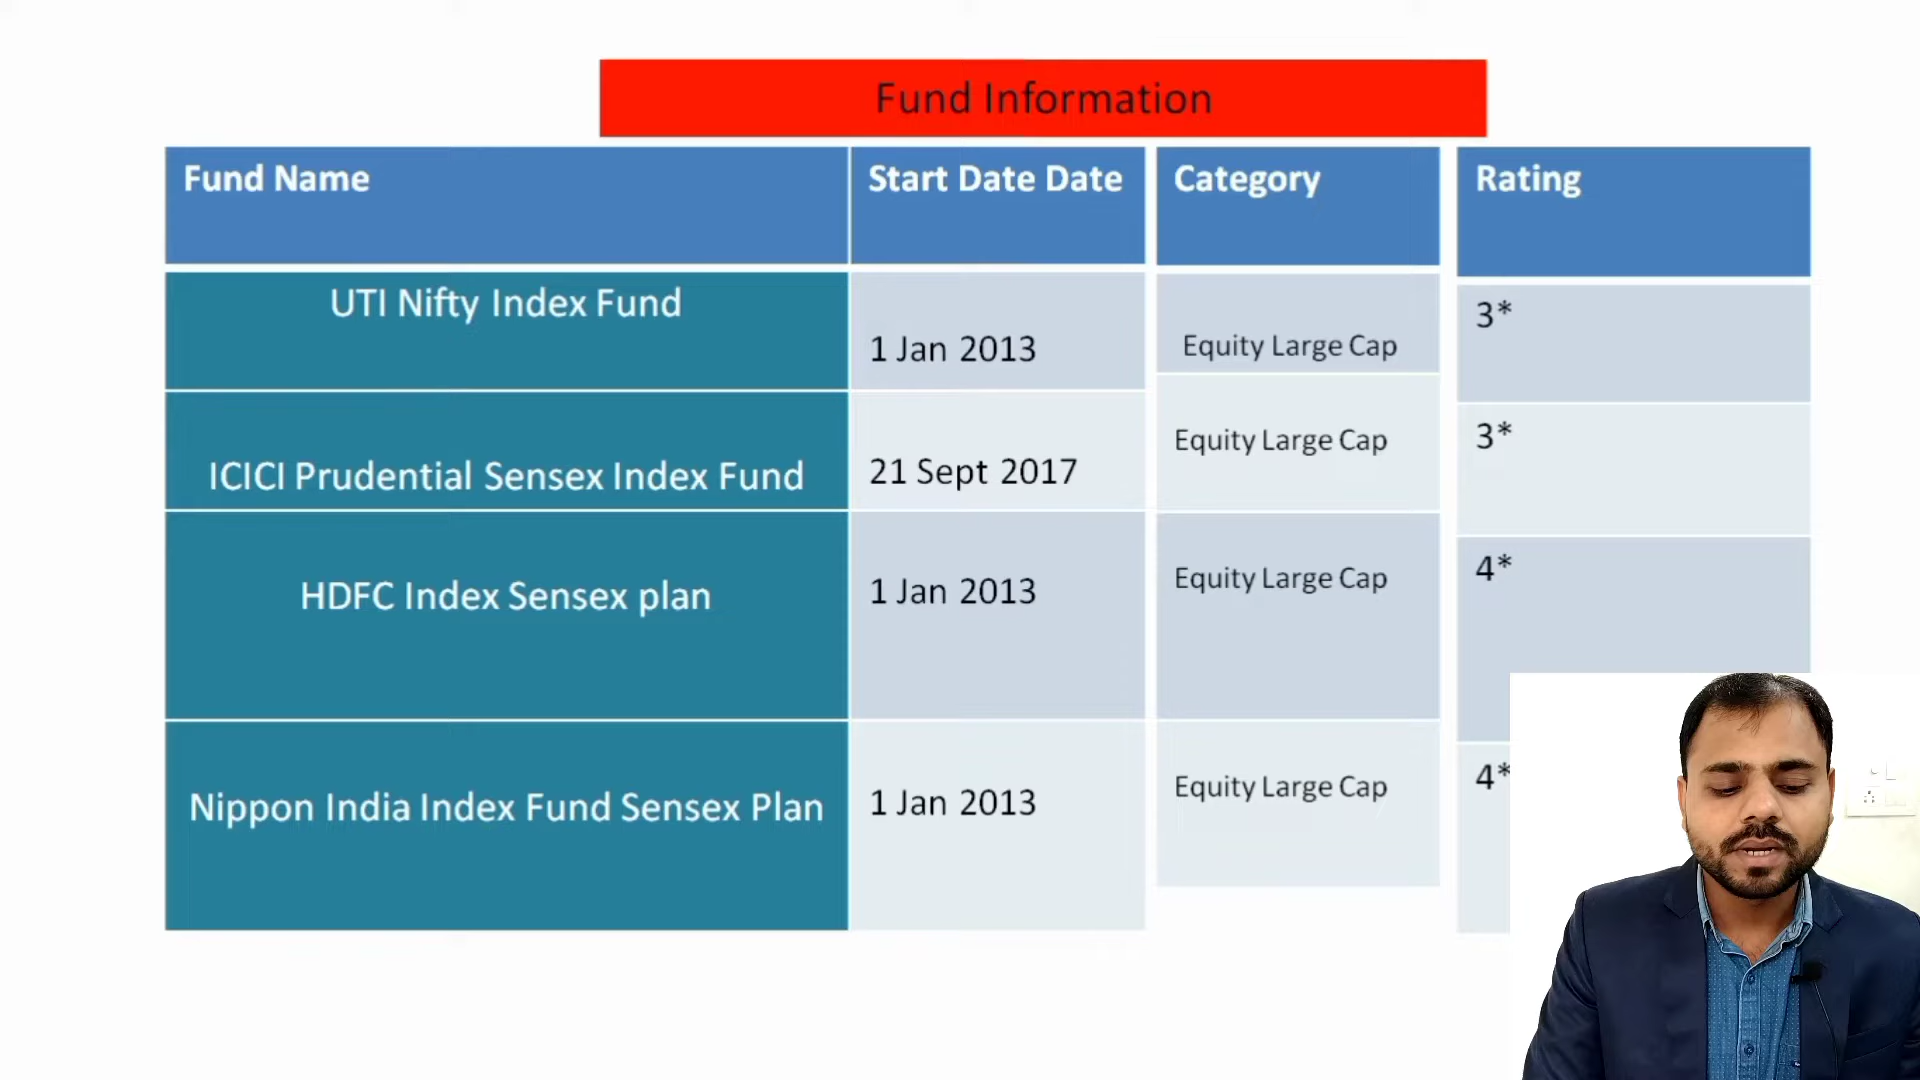 Fund Information
Fund Name Start Date Date Category Rating
UTI Nifty Index Fund 1 Jan 2013 Equity Large Cap 3*
ICICI Prudential Sensex Index Fund 21 Sept 2017 Equity Large Cap 3*
HDFC Index Sensex plan 1 Jan 2013 Equity Large Cap 4*
Nippon India Index Fund Sensex Plan 1 Jan 2013 Equity Large Cap 4*